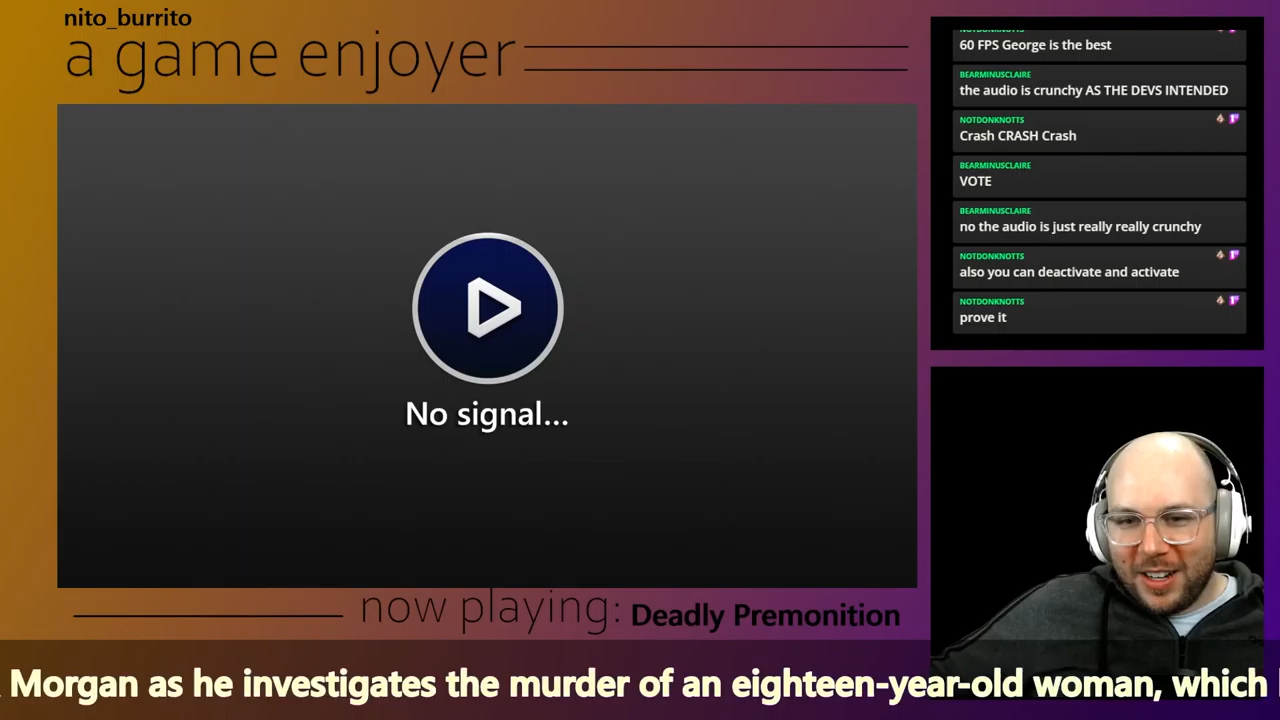 nito_burrito
a game enjoyer
NOTDONKNOTTS
60 FPS George is the best
BEARMINUSCLAIRE
the audio is crunchy AS THE DEVS INTENDED
NOTDONKNOTTS
Crash CRASH Crash
BEARMINUSCLAIRE
VOTE
BEARMINUSCLAIRE
no the audio is just really really crunchy
NOTDONKNOTTS
also you can deactivate and activate
NOTDONKNOTTS
prove it
No signal...
now playing: Deadly Premonition
Morgan as he investigates the murder of an eighteen-year-old woman, which